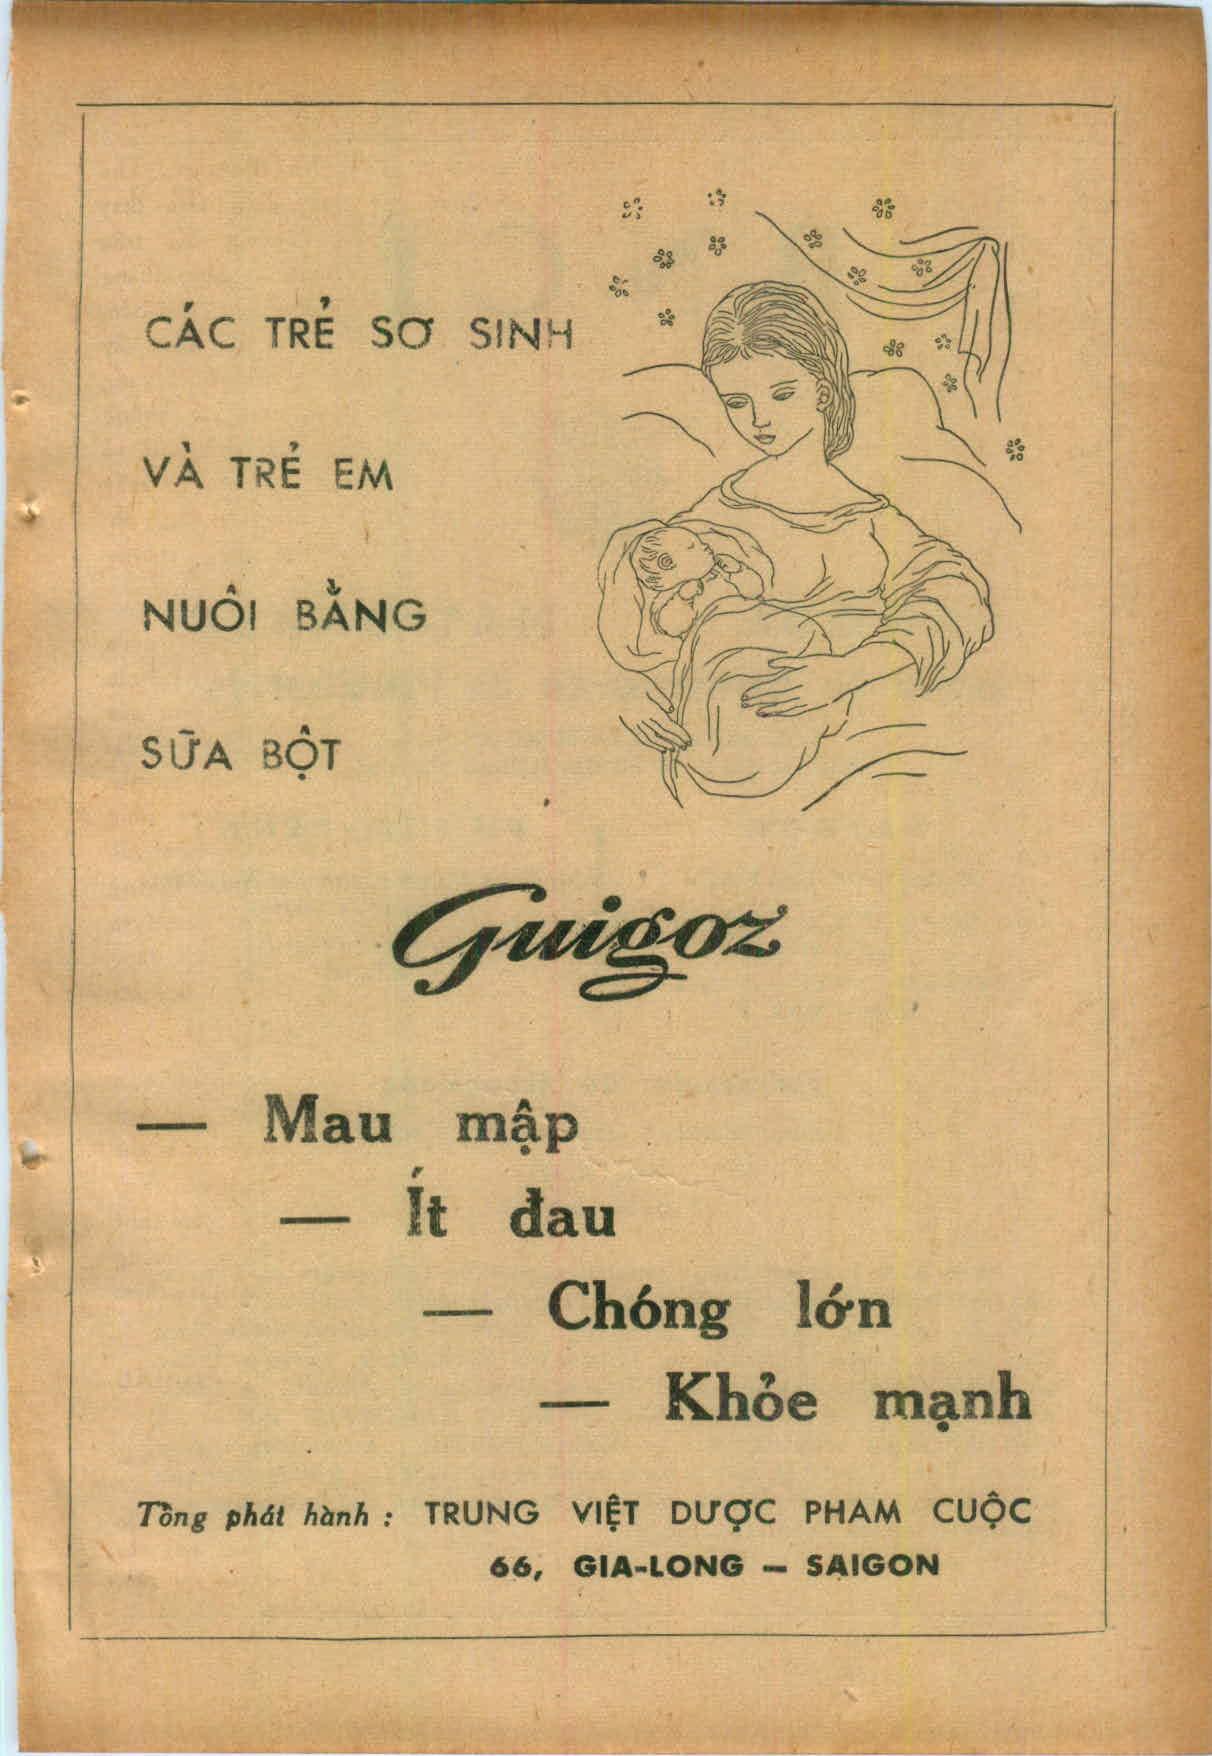 CÁC TRẺ SƠ SINH
VÀ TRẺ EM
NUÔI BẰNG
SỮA BỘT
Guigoz
— Mau mập
— Ít đau
— Chóng lớn
— Khỏe mạnh
Tổng phát hành : TRUNG VIỆT DƯỢC PHAM CUỘC
66, GIA-LONG — SAIGON